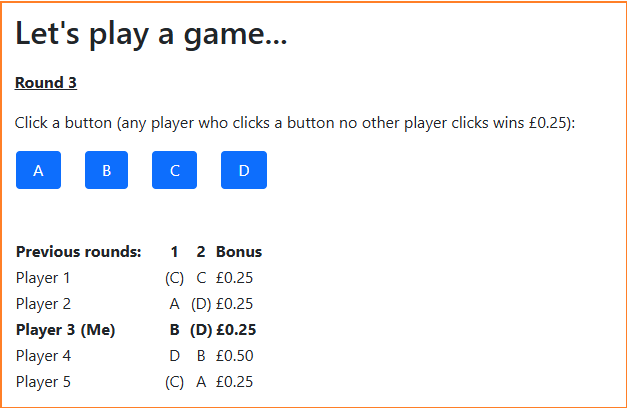 Let's play a game...
Round 3
Click a button (any player who clicks a button no other player clicks wins £0.25):
A B C D
Previous rounds: 1 2 Bonus
Player 1 (C) C £0.25
Player 2 A (D) £0.25
Player 3 (Me) B (D) £0.25
Player 4 D B £0.50
Player 5 (C) A £0.25